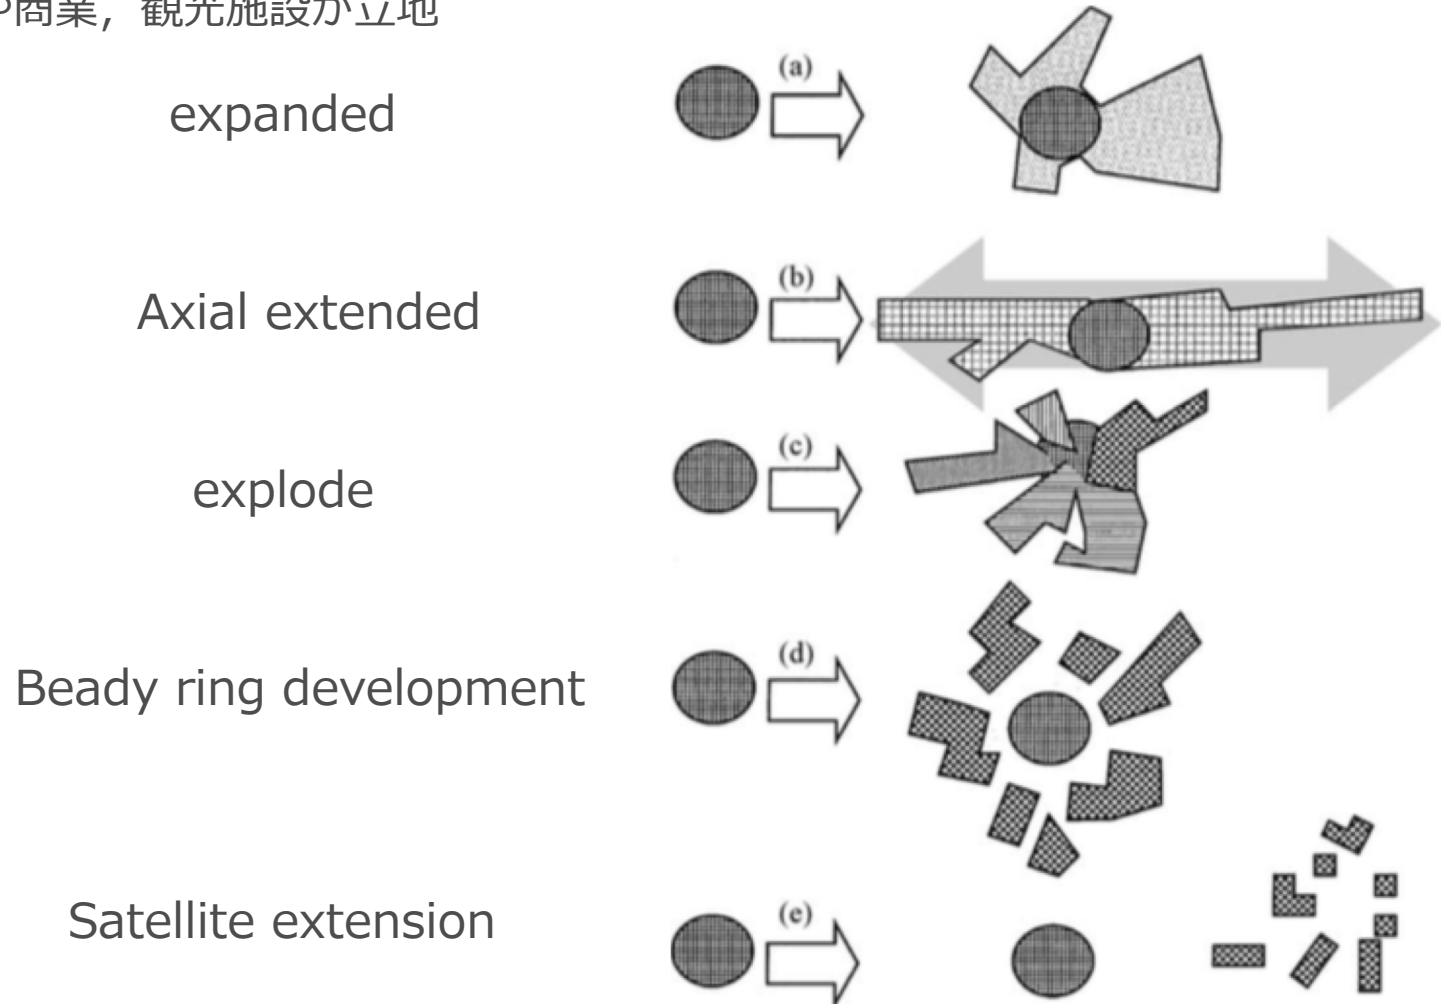 商業，観光施設が立地
(a)
expanded
(b)
Axial extended
(c)
explode
(d)
Beady ring development
(e)
Satellite extension